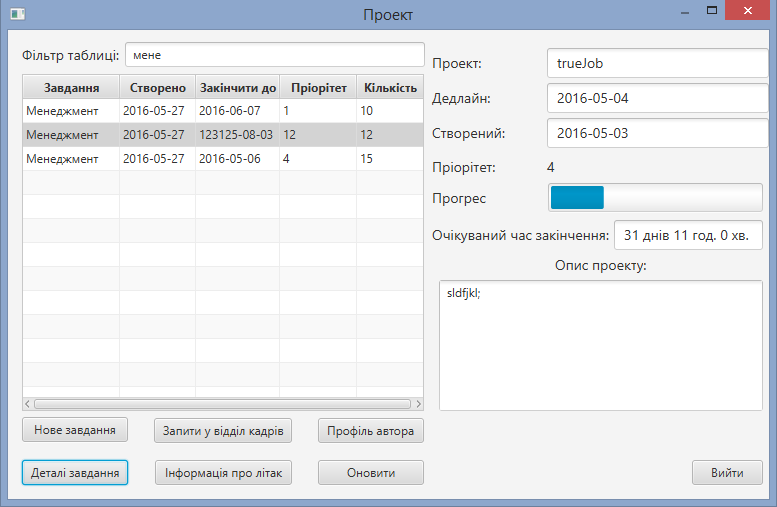 Проект
Фільтр таблиці: мене
Завдання Створено Закінчити до Пріорітет Кількість
Менеджмент 2016-05-27 2016-06-07 1 10
Менеджмент 2016-05-27 123125-08-03 12 12
Менеджмент 2016-05-27 2016-05-06 4 15
Нове завдання Запити у відділ кадрів Профіль автора
Деталі завдання Інформація про літак Оновити
Проект: trueJob
Дедлайн: 2016-05-04
Створений: 2016-05-03
Пріорітет: 4
Прогрес
Очікуваний час закінчення: 31 днів 11 год. 0 хв.
Опис проекту:
sldfjkl;
Вийти